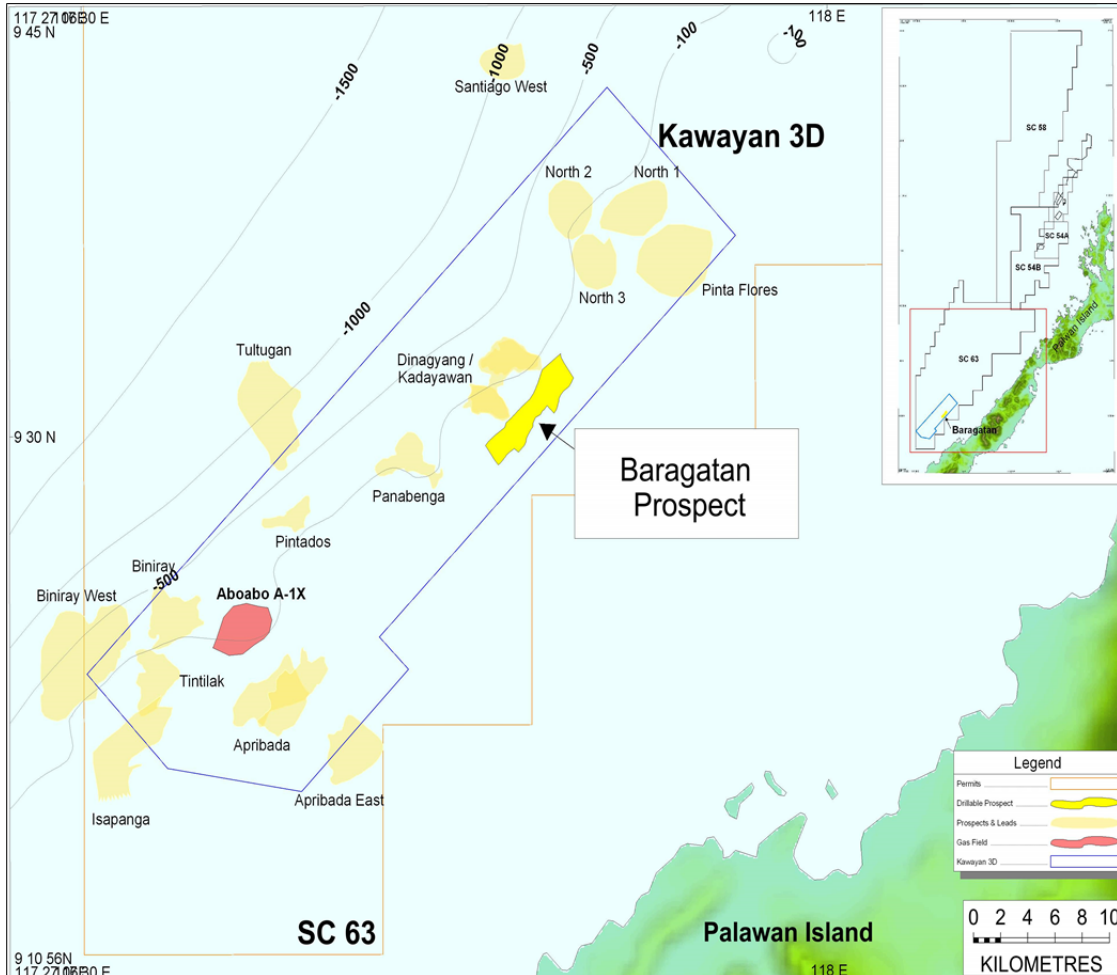 9 45 N
118 E
-1500
-1000
-500
-100
-100
Santiago West
Kawayan 3D
North 2
North 1
North 3
Pinta Flores
-1000
Tultugan
Dinagyang /
Kadayawan
9 30 N
Panabenga
Baragatan
Prospect
Pintados
Biniray
-500
Biniray West
Aboabo A-1X
Tintilak
Apribada
Apribada East
Isapanga
SC 63
Palawan Island
9 10 56N
118 E
SC 58
SC 54A
SC 54B
SC 63
Palawan Island
Baragatan
Legend
Permits
Drillable Prospect
Prospects & Leads
Gas Field
Kawayan 3D
0 2 4 6 8 10
KILOMETRES